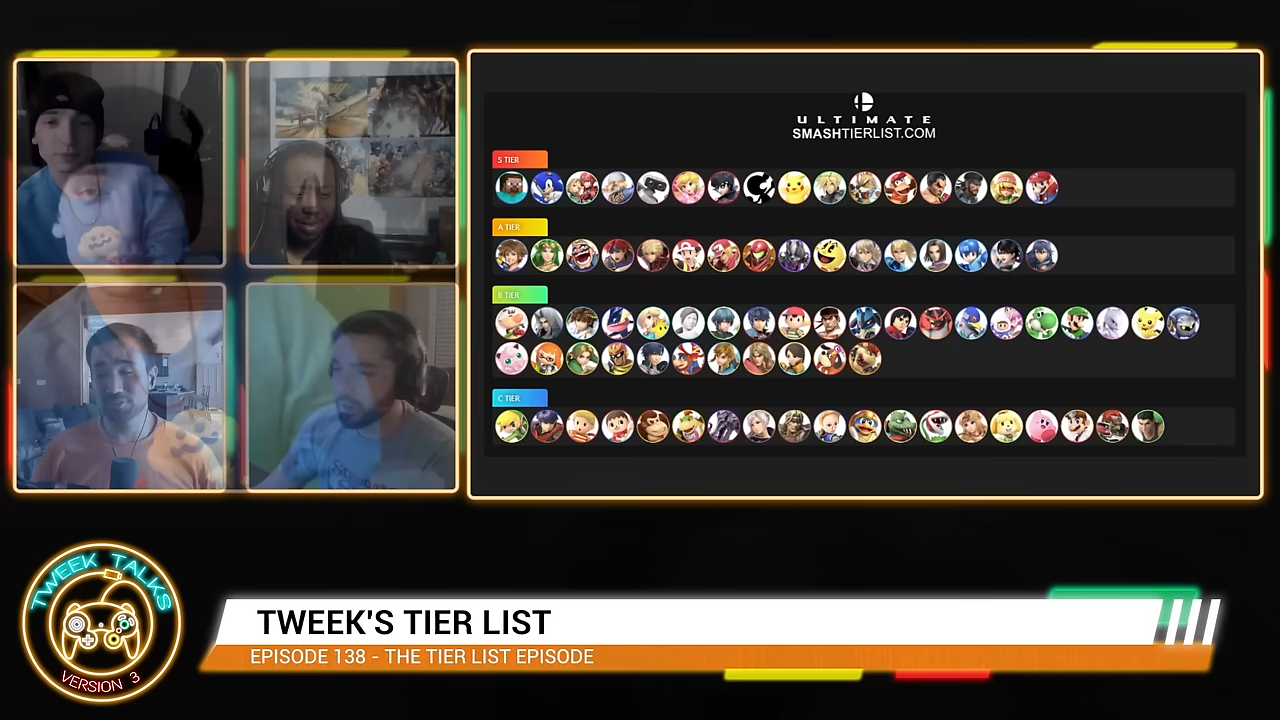 ULTIMATE
SMASHTIERLIST.COM
S TIER
A TIER
B TIER
C TIER
TWEEK TALKS
VERSION 3
TWEEK'S TIER LIST
EPISODE 138 - THE TIER LIST EPISODE